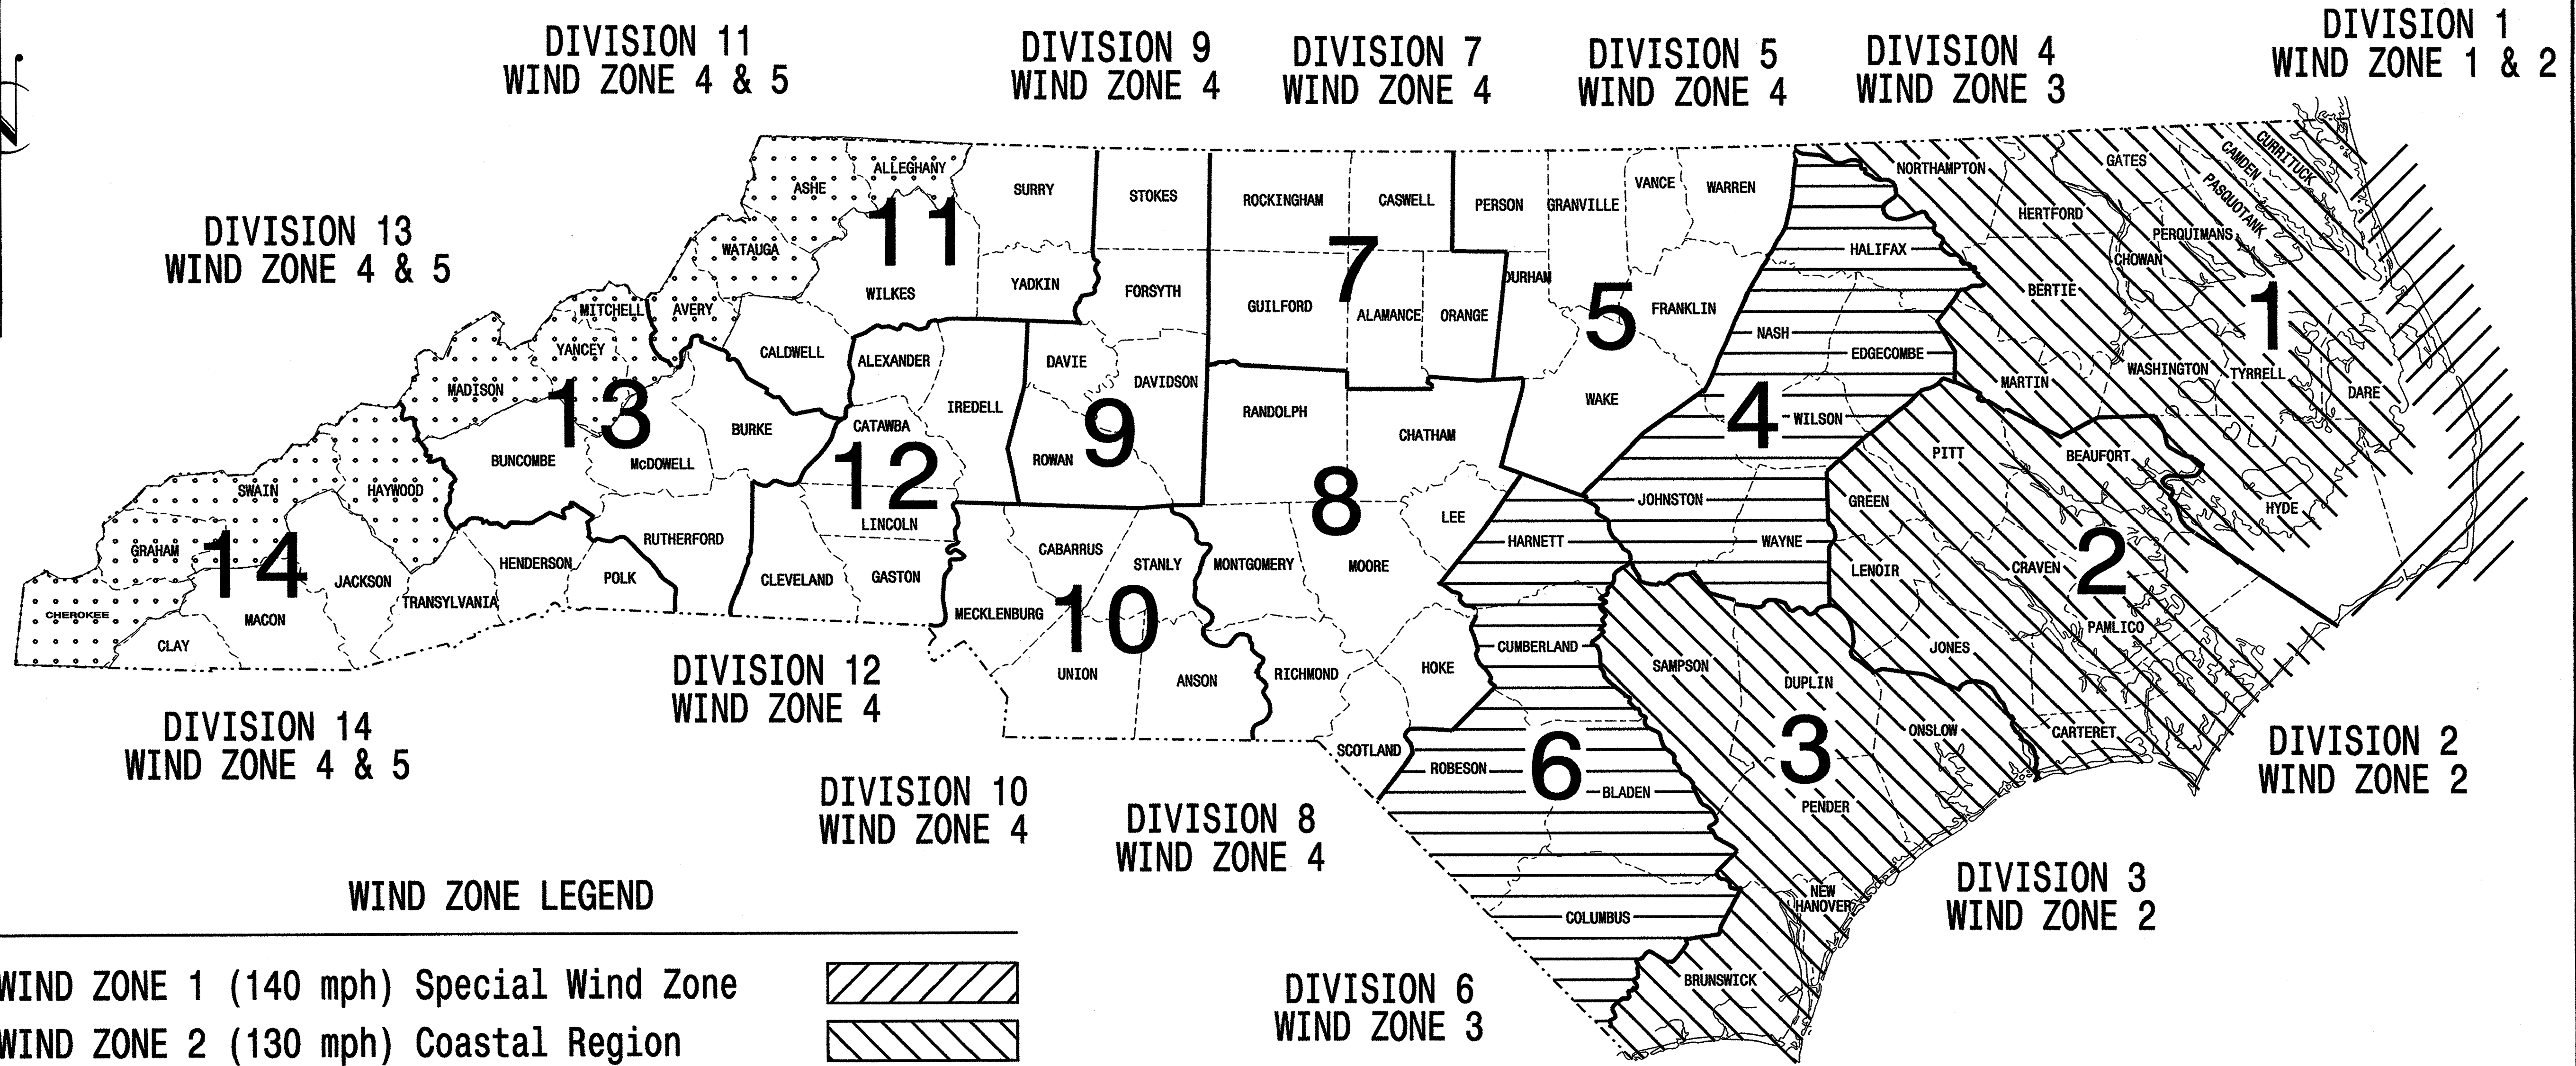 DIVISION 11
WIND ZONE 4 & 5
DIVISION 9
WIND ZONE 4
DIVISION 7
WIND ZONE 4
DIVISION 5
WIND ZONE 4
DIVISION 4
WIND ZONE 3
DIVISION 1
WIND ZONE 1 & 2
DIVISION 13
WIND ZONE 4 & 5
ASHE
ALLEGHANY
SURRY
STOKES
ROCKINGHAM
CASWELL
PERSON
GRANVILLE
VANCE
WARREN
NORTHAMPTON
GATES
CAMDEN
CURRITUCK
PASQUOTANK
HERTFORD
PERQUIMANS
CHOWAN
WATAUGA
11
WILKES
YADKIN
FORSYTH
7
GUILFORD
ALAMANCE
ORANGE
DURHAM
5
FRANKLIN
HALIFAX
NASH
EDGECOMBE
BERTIE
1
MARTIN
WASHINGTON
TYRRELL
DARE
MITCHELL
AVERY
YANCEY
CALDWELL
ALEXANDER
DAVIE
DAVIDSON
MADISON
13
BURKE
CATAWBA
IREDELL
9
ROWAN
RANDOLPH
CHATHAM
WAKE
4
WILSON
PITT
BEAUFORT
HYDE
BUNCOMBE
McDOWELL
12
LINCOLN
8
LEE
JOHNSTON
GREEN
SWAIN
HAYWOOD
GRAHAM
14
JACKSON
HENDERSON
RUTHERFORD
POLK
CLEVELAND
GASTON
CABARRUS
STANLY
MONTGOMERY
MOORE
HARNETT
WAYNE
LENOIR
CRAVEN
2
CHEROKEE
MACON
TRANSYLVANIA
CLAY
MECKLENBURG
10
UNION
ANSON
RICHMOND
HOKE
CUMBERLAND
SAMPSON
DUPLIN
JONES
PAMLICO
SCOTLAND
ROBESON
6
BLADEN
3
PENDER
ONSLOW
CARTERET
COLUMBUS
NEW
HANOVER
BRUNSWICK
DIVISION 12
WIND ZONE 4
DIVISION 14
WIND ZONE 4 & 5
DIVISION 10
WIND ZONE 4
DIVISION 8
WIND ZONE 4
DIVISION 2
WIND ZONE 2
DIVISION 3
WIND ZONE 2
DIVISION 6
WIND ZONE 3
WIND ZONE LEGEND
WIND ZONE 1 (140 mph) Special Wind Zone
WIND ZONE 2 (130 mph) Coastal Region